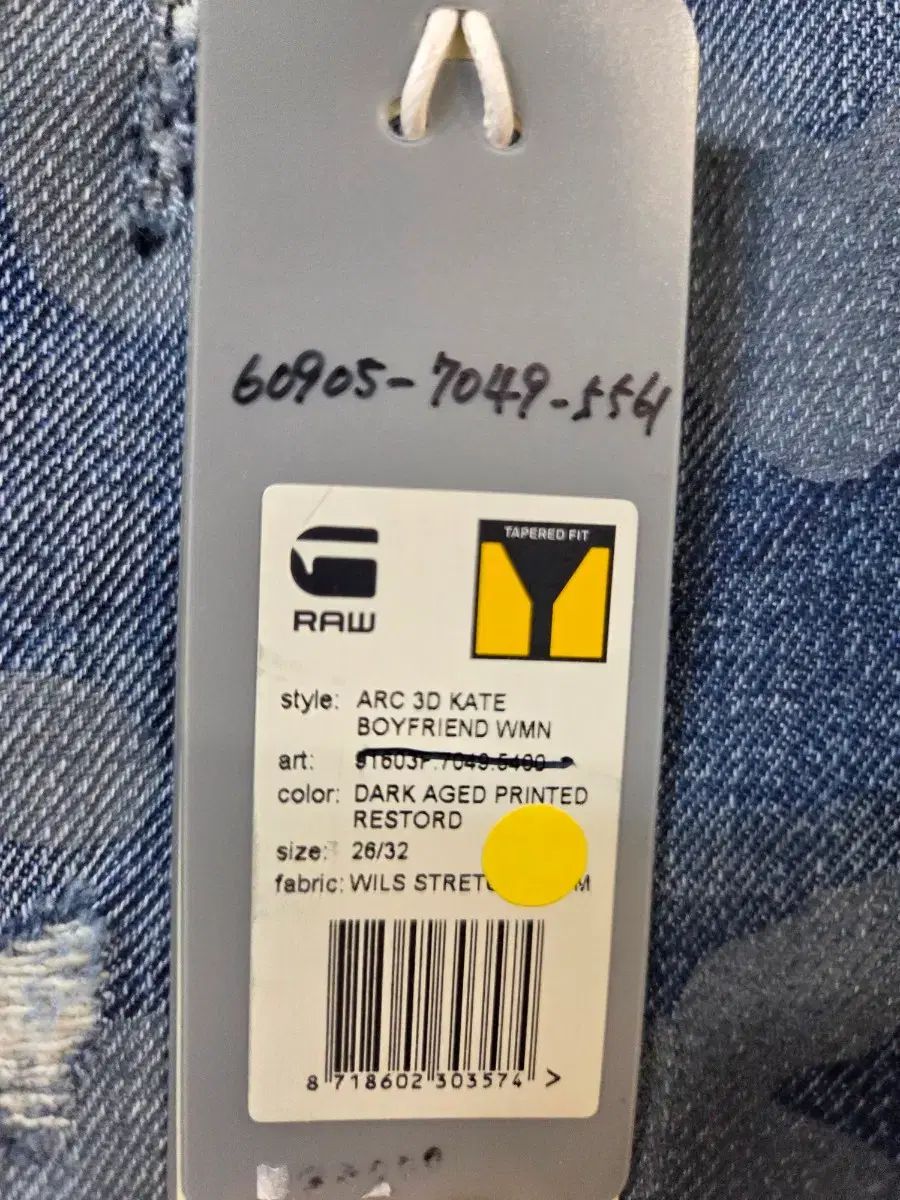 60905-7049-5561
RAW
TAPERED FIT
style: ARC 3D KATE
BOYFRIEND WMN
art:
color: DARK AGED PRINTED
RESTORD
size: 26/32
fabric: WILS STRET
8 718602 303574 >